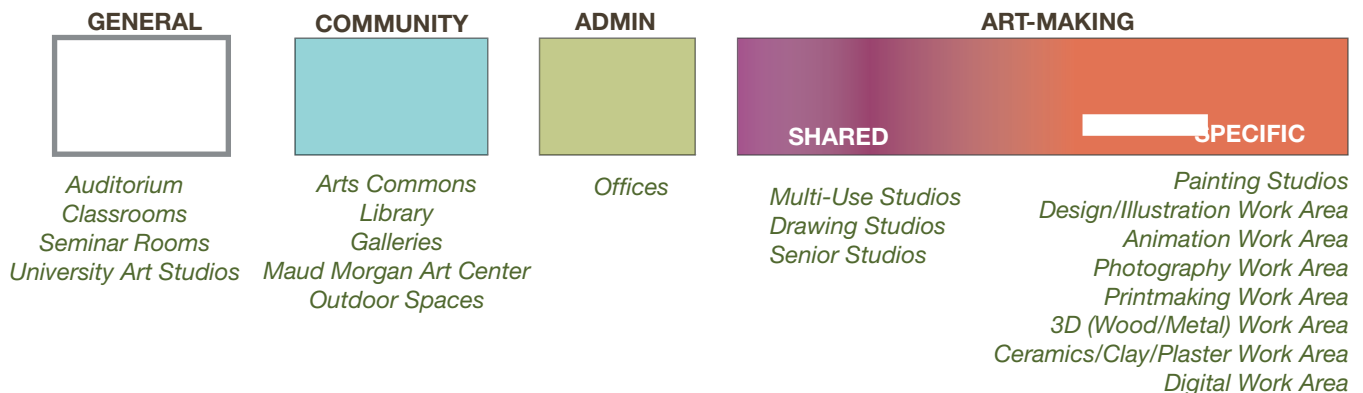 GENERAL
Auditorium
Classrooms
Seminar Rooms
University Art Studios
COMMUNITY
Arts Commons
Library
Galleries
Maud Morgan Art Center
Outdoor Spaces
ADMIN
Offices
ART-MAKING
SHARED
Multi-Use Studios
Drawing Studios
Senior Studios
SPECIFIC
Painting Studios
Design/Illustration Work Area
Animation Work Area
Photography Work Area
Printmaking Work Area
3D (Wood/Metal) Work Area
Ceramics/Clay/Plaster Work Area
Digital Work Area